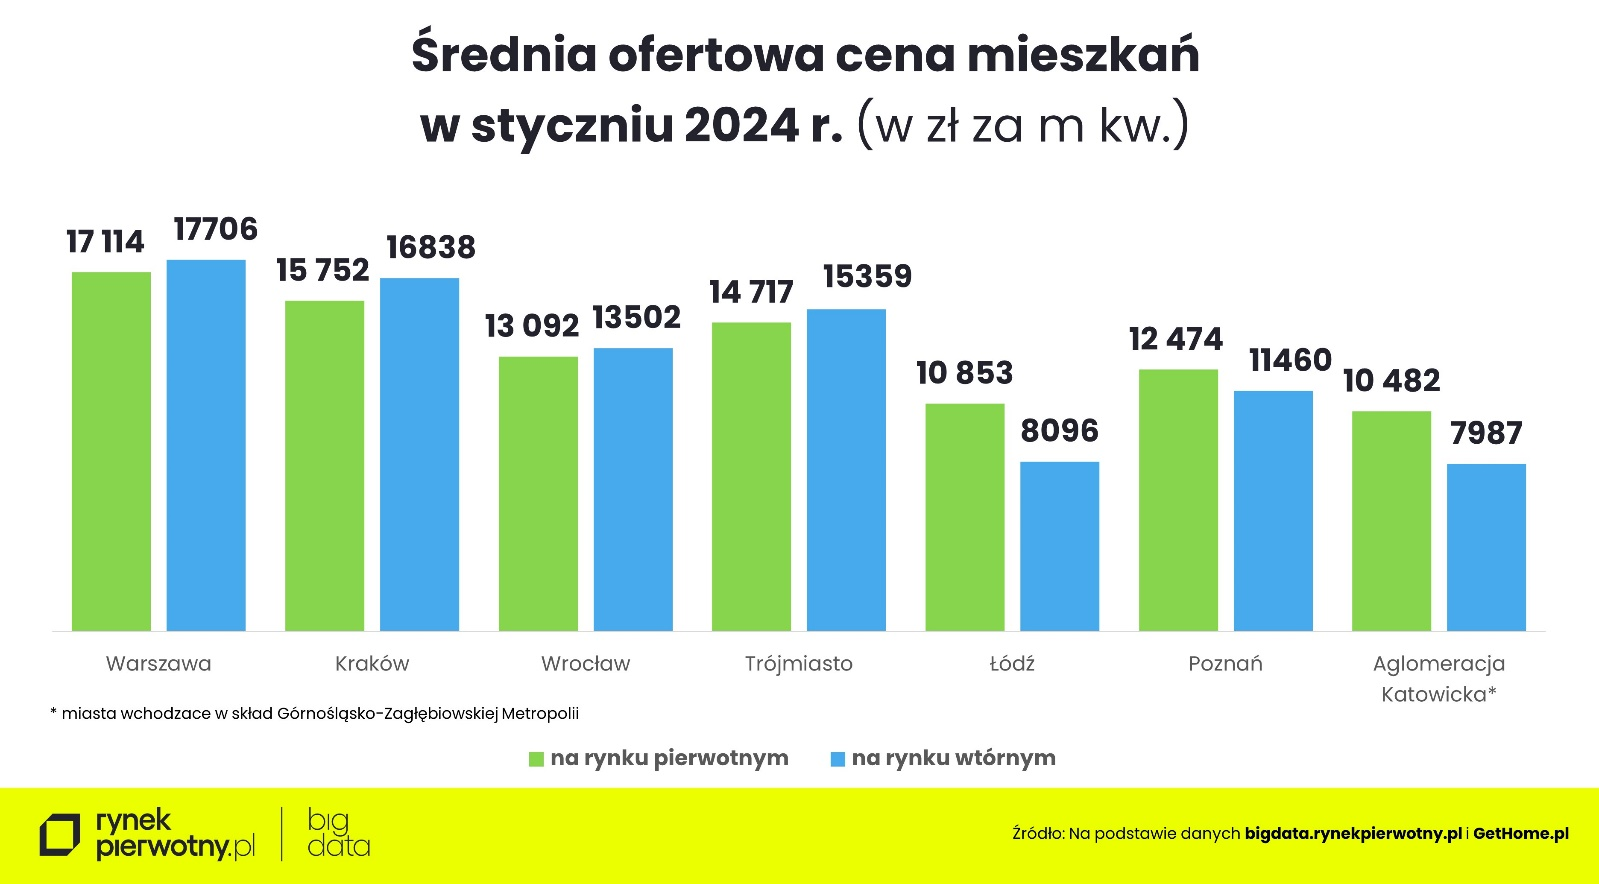 Średnia ofertowa cena mieszkań
w styczniu 2024 r. (w zł za m kw.)
17 114
17706
15 752
16838
13 092
13502
14 717
15359
10 853
8096
12 474
11460
10 482
7987
Warszawa
Kraków
Wrocław
Trójmiasto
Łódź
Poznań
Aglomeracja
Katowicka*
* miasta wchodzace w skład Górnośląsko-Zagłębiowskiej Metropolii
na rynku pierwotnym
na rynku wtórnym
rynek
pierwotny.pl
big
data
Źródło: Na podstawie danych bigdata.rynekpierwotny.pl i GetHome.pl